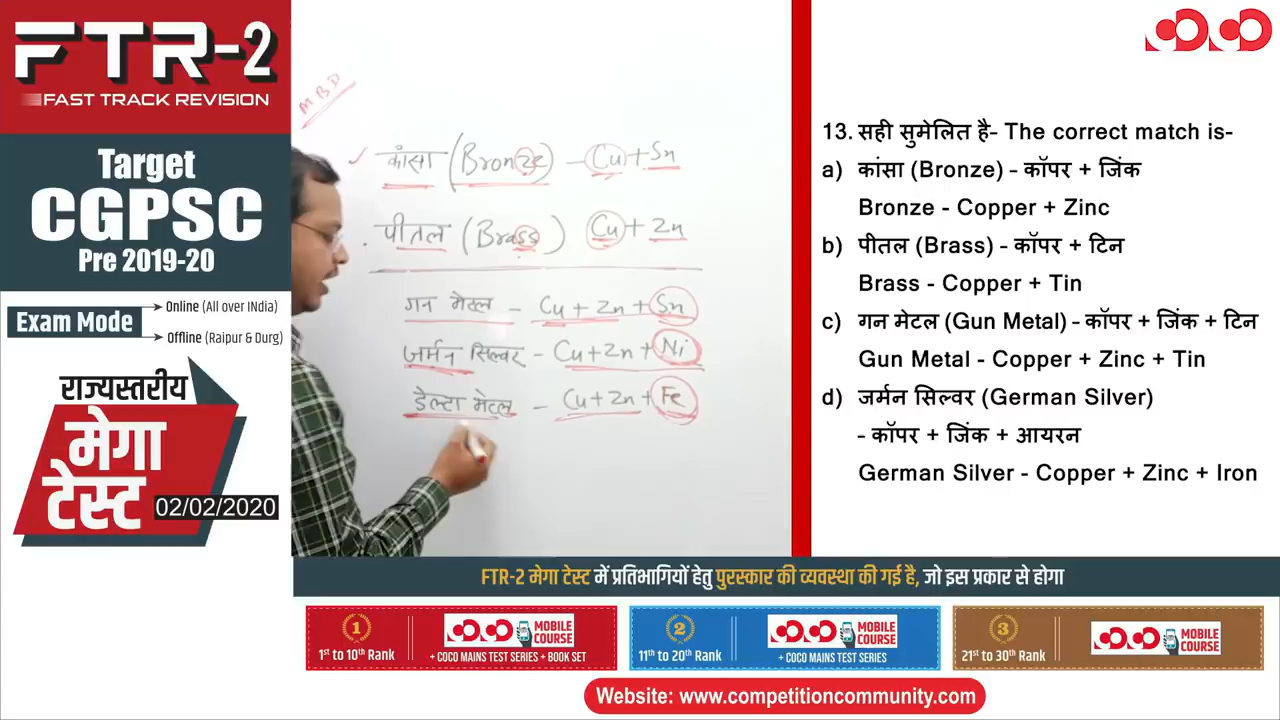 FTR-2
FAST TRACK REVISION
Target
CGPSC
Pre 2019-20
Exam Mode
Online (All over INdia)
Offline (Raipur & Durg)
राज्यस्तरीय
मेगा
टेस्ट
02/02/2020
MBD
कांसा (Bronze) - Cu + Sn
पीतल (Brass) Cu + Zn
गन मेटल - Cu + Zn + Sn
जर्मन सिल्वर - Cu + Zn + Ni
डेल्टा मेटल - Cu + Zn + Fe
COCO
13. सही सुमेलित है- The correct match is-
a) कांसा (Bronze) - कॉपर + जिंक
Bronze - Copper + Zinc
b) पीतल (Brass) - कॉपर + टिन
Brass - Copper + Tin
c) गन मेटल (Gun Metal) - कॉपर + जिंक + टिन
Gun Metal - Copper + Zinc + Tin
d) जर्मन सिल्वर (German Silver)
- कॉपर + जिंक + आयरन
German Silver - Copper + Zinc + Iron
FTR-2 मेगा टेस्ट में प्रतिभागियों हेतु पुरस्कार की व्यवस्था की गई है, जो इस प्रकार से होगा
1
1st to 10th Rank
COCO MOBILE COURSE
+ COCO MAINS TEST SERIES + BOOK SET
2
11th to 20th Rank
COCO MOBILE COURSE
+ COCO MAINS TEST SERIES
3
21st to 30th Rank
COCO MOBILE COURSE
Website: www.competitioncommunity.com